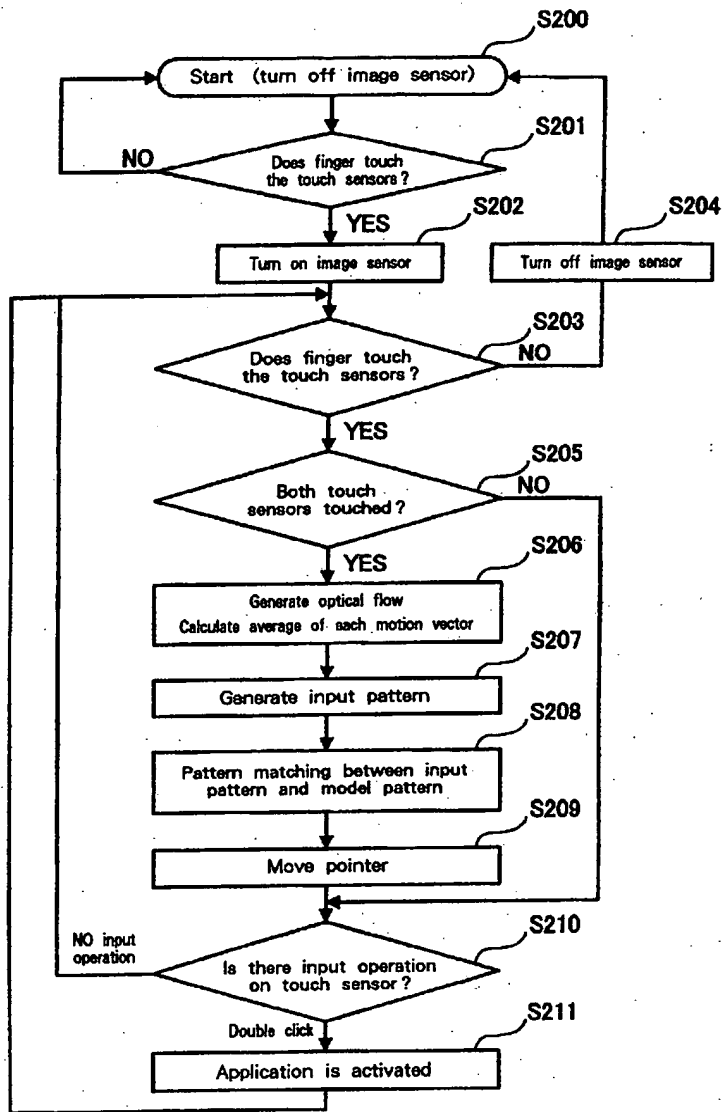 S200
Start (turn off image sensor)
S201
NO
Does finger touch
the touch sensors?
YES
S202
S204
Turn on image sensor
Turn off image sensor
S203
Does finger touch
the touch sensors?
NO
YES
S205
Both touch
sensors touched?
NO
YES
S206
Generate optical flow
Calculate average of each motion vector
S207
Generate input pattern
S208
Pattern matching between input
pattern and model pattern
S209
Move pointer
S210
NO input
operation
Is there input operation
on touch sensor?
Double click
S211
Application is activated